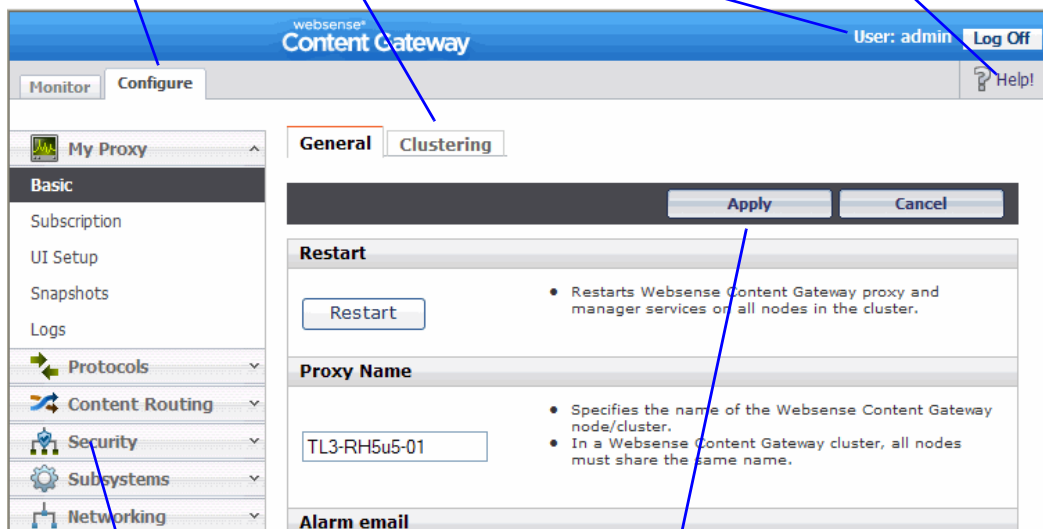 websense*
Content Gateway
User: admin
Log Off
Monitor
Configure
Help!
My Proxy
Basic
Subscription
UI Setup
Snapshots
Logs
Protocols
Content Routing
Security
Subsystems
Networking
General
Clustering
Apply
Cancel
Restart
Restart
• Restarts Websense Content Gateway proxy and
manager services on all nodes in the cluster.
Proxy Name
TL3-RH5u5-01
• Specifies the name of the Websense Content Gateway
node/cluster.
• In a Websense Content Gateway cluster, all nodes
must share the same name.
Alarm email